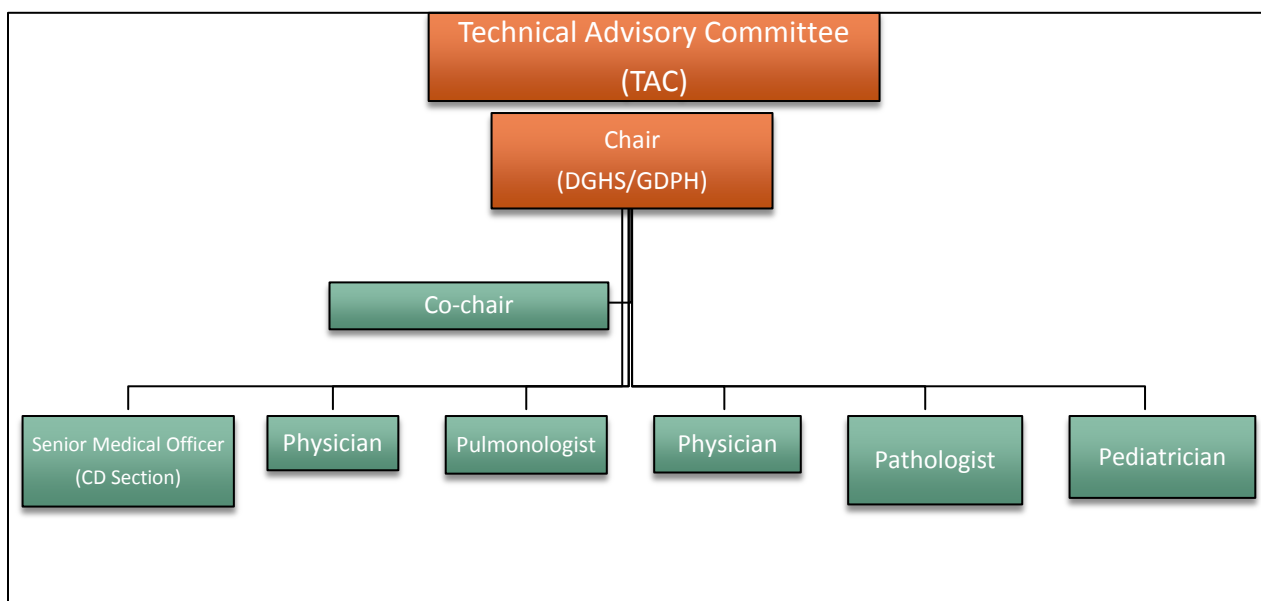 Technical Advisory Committee
(TAC)
Chair
(DGHS/GDPH)
Co-chair
Senior Medical Officer
(CD Section)
Physician
Pulmonologist
Physician
Pathologist
Pediatrician